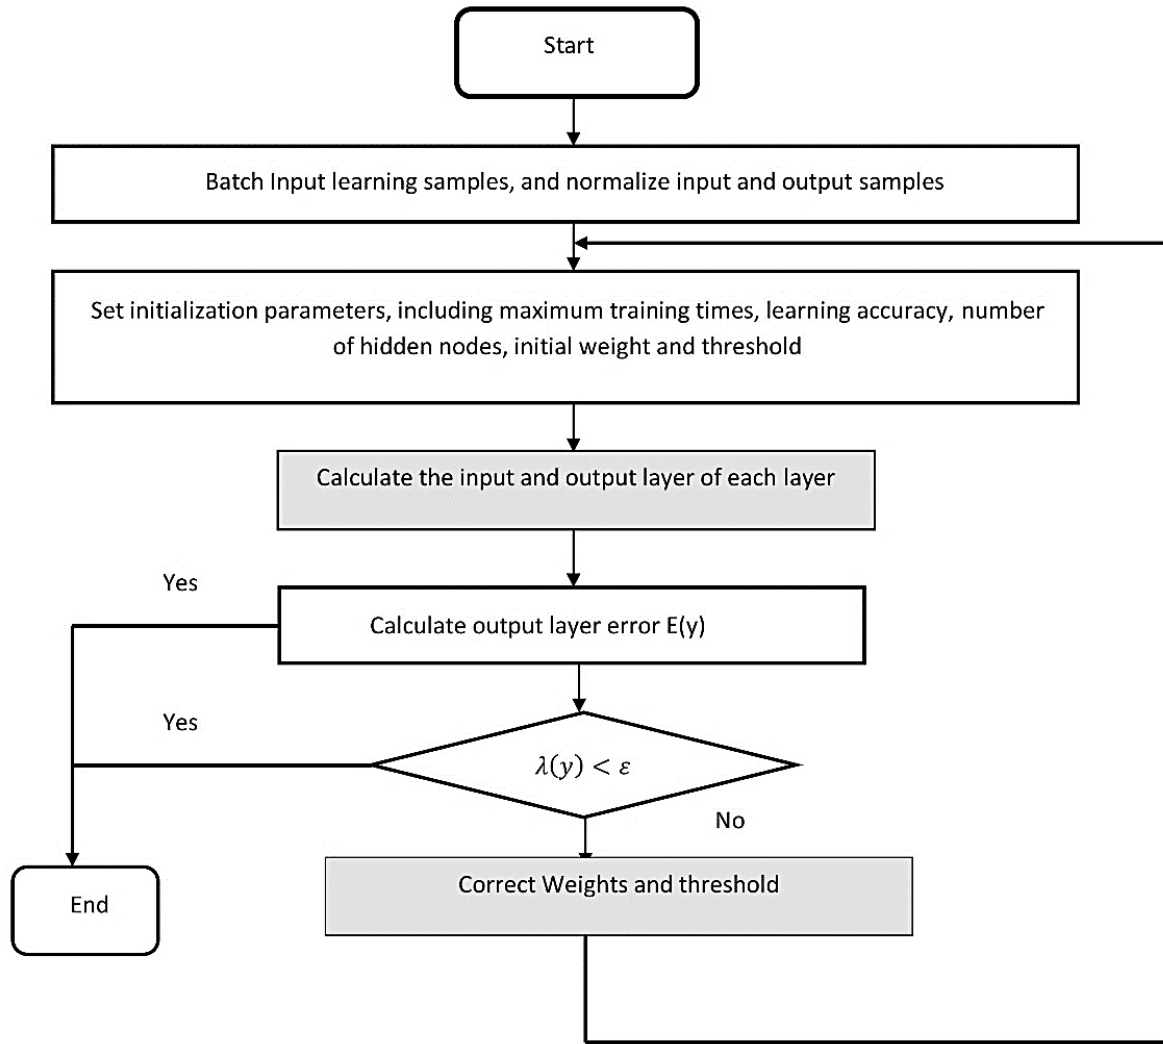 Start
Batch Input learning samples, and normalize input and output samples
Set initialization parameters, including maximum training times, learning accuracy, number
of hidden nodes, initial weight and threshold
Calculate the input and output layer of each layer
Yes
Calculate output layer error E(y)
Yes
λ(y) < ε
No
Correct Weights and threshold
End